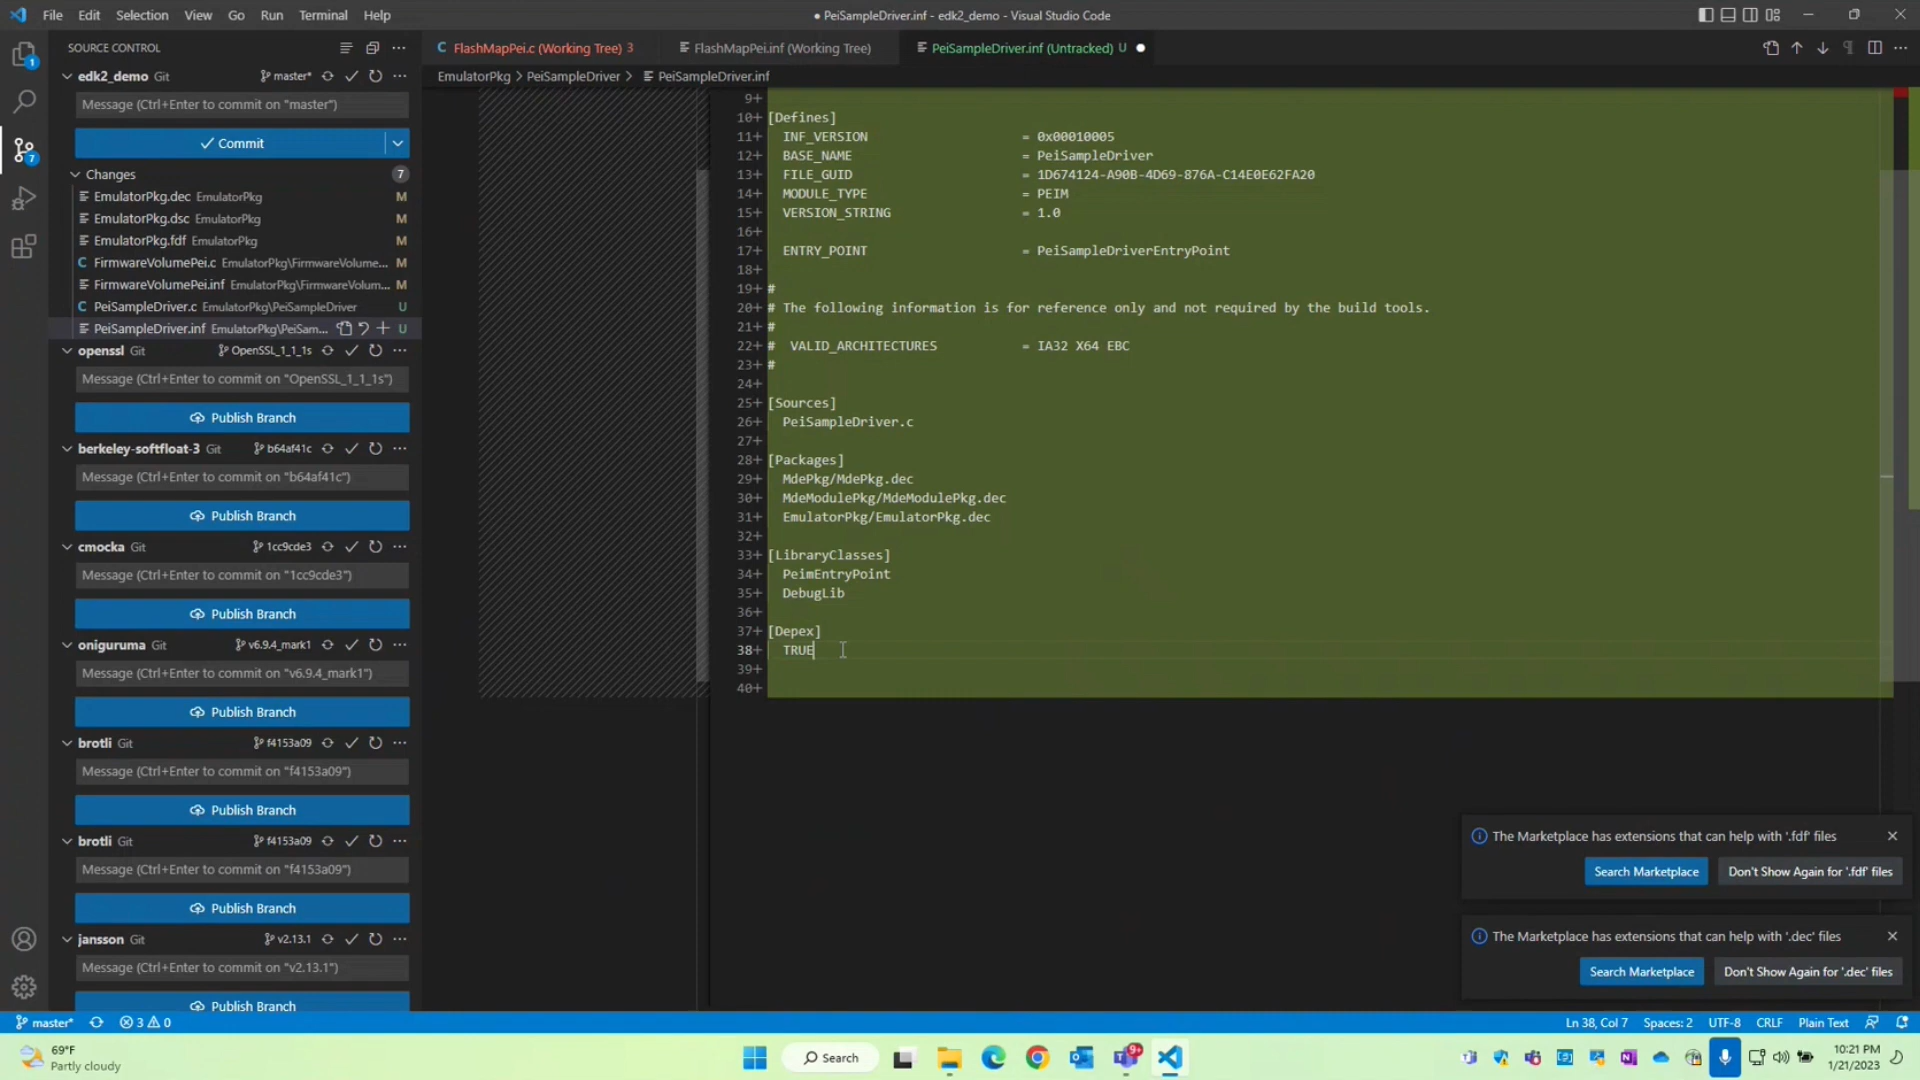 File Edit Selection View Go Run Terminal Help
● PeiSampleDriver.inf - edk2_demo - Visual Studio Code
SOURCE CONTROL
FlashMapPei.c (Working Tree) 3
FlashMapPei.inf (Working Tree)
PeiSampleDriver.inf (Untracked) U
EmulatorPkg > PeiSampleDriver > PeiSampleDriver.inf
edk2_demo Git master*
Message (Ctrl+Enter to commit on "master")
Commit
Changes 7
EmulatorPkg.dec EmulatorPkg M
EmulatorPkg.dsc EmulatorPkg M
EmulatorPkg.fdf EmulatorPkg M
FirmwareVolumePei.c EmulatorPkg\FirmwareVolume... M
FirmwareVolumePei.inf EmulatorPkg\FirmwareVolum... M
PeiSampleDriver.c EmulatorPkg\PeiSampleDriver U
PeiSampleDriver.inf EmulatorPkg\PeiSam... U
openssl Git OpenSSL_1_1_1s
Message (Ctrl+Enter to commit on "OpenSSL_1_1_1s")
Publish Branch
berkeley-softfloat-3 Git b64af41c
Message (Ctrl+Enter to commit on "b64af41c")
Publish Branch
cmocka Git 1cc9cde3
Message (Ctrl+Enter to commit on "1cc9cde3")
Publish Branch
oniguruma Git v6.9.4_mark1
Message (Ctrl+Enter to commit on "v6.9.4_mark1")
Publish Branch
brotli Git f4153a09
Message (Ctrl+Enter to commit on "f4153a09")
Publish Branch
brotli Git f4153a09
Message (Ctrl+Enter to commit on "f4153a09")
Publish Branch
jansson Git v2.13.1
Message (Ctrl+Enter to commit on "v2.13.1")
Publish Branch
9+
10+ [Defines]
11+ INF_VERSION = 0x00010005
12+ BASE_NAME = PeiSampleDriver
13+ FILE_GUID = 1D674124-A90B-4D69-876A-C14E0E62FA20
14+ MODULE_TYPE = PEIM
15+ VERSION_STRING = 1.0
16+
17+ ENTRY_POINT = PeiSampleDriverEntryPoint
18+
19+ #
20+ # The following information is for reference only and not required by the build tools.
21+ #
22+ # VALID_ARCHITECTURES = IA32 X64 EBC
23+ #
24+
25+ [Sources]
26+ PeiSampleDriver.c
27+
28+ [Packages]
29+ MdePkg/MdePkg.dec
30+ MdeModulePkg/MdeModulePkg.dec
31+ EmulatorPkg/EmulatorPkg.dec
32+
33+ [LibraryClasses]
34+ PeimEntryPoint
35+ DebugLib
36+
37+ [Depex]
38+ TRUE
39+
40+
The Marketplace has extensions that can help with '.fdf' files
Search Marketplace
Don't Show Again for '.fdf' files
The Marketplace has extensions that can help with '.dec' files
Search Marketplace
Don't Show Again for '.dec' files
master* 3 0
Ln 38, Col 7 Spaces: 2 UTF-8 CRLF Plain Text
69°F
Partly cloudy
Search
10:21 PM
1/21/2023